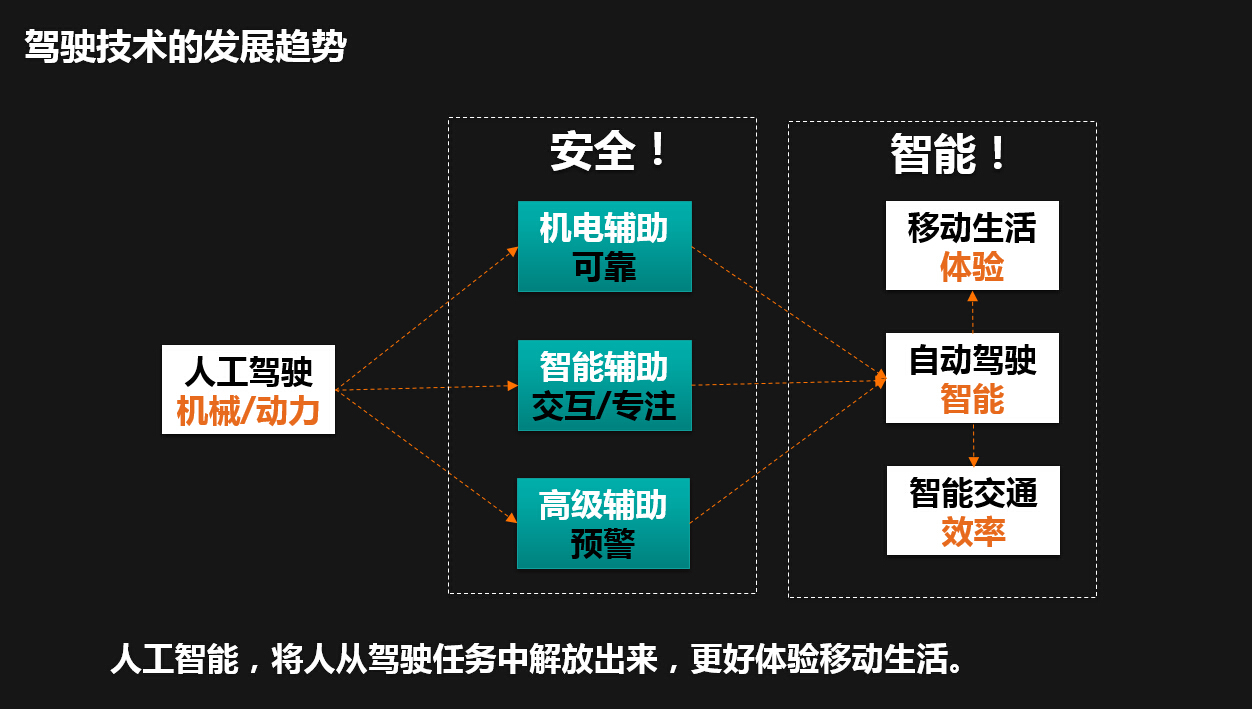 驾驶技术的发展趋势
安全！
智能！
机电辅助
可靠
移动生活
体验
人工驾驶
机械/动力
智能辅助
交互/专注
自动驾驶
智能
高级辅助
预警
智能交通
效率
人工智能，将人从驾驶任务中解放出来，更好体验移动生活。